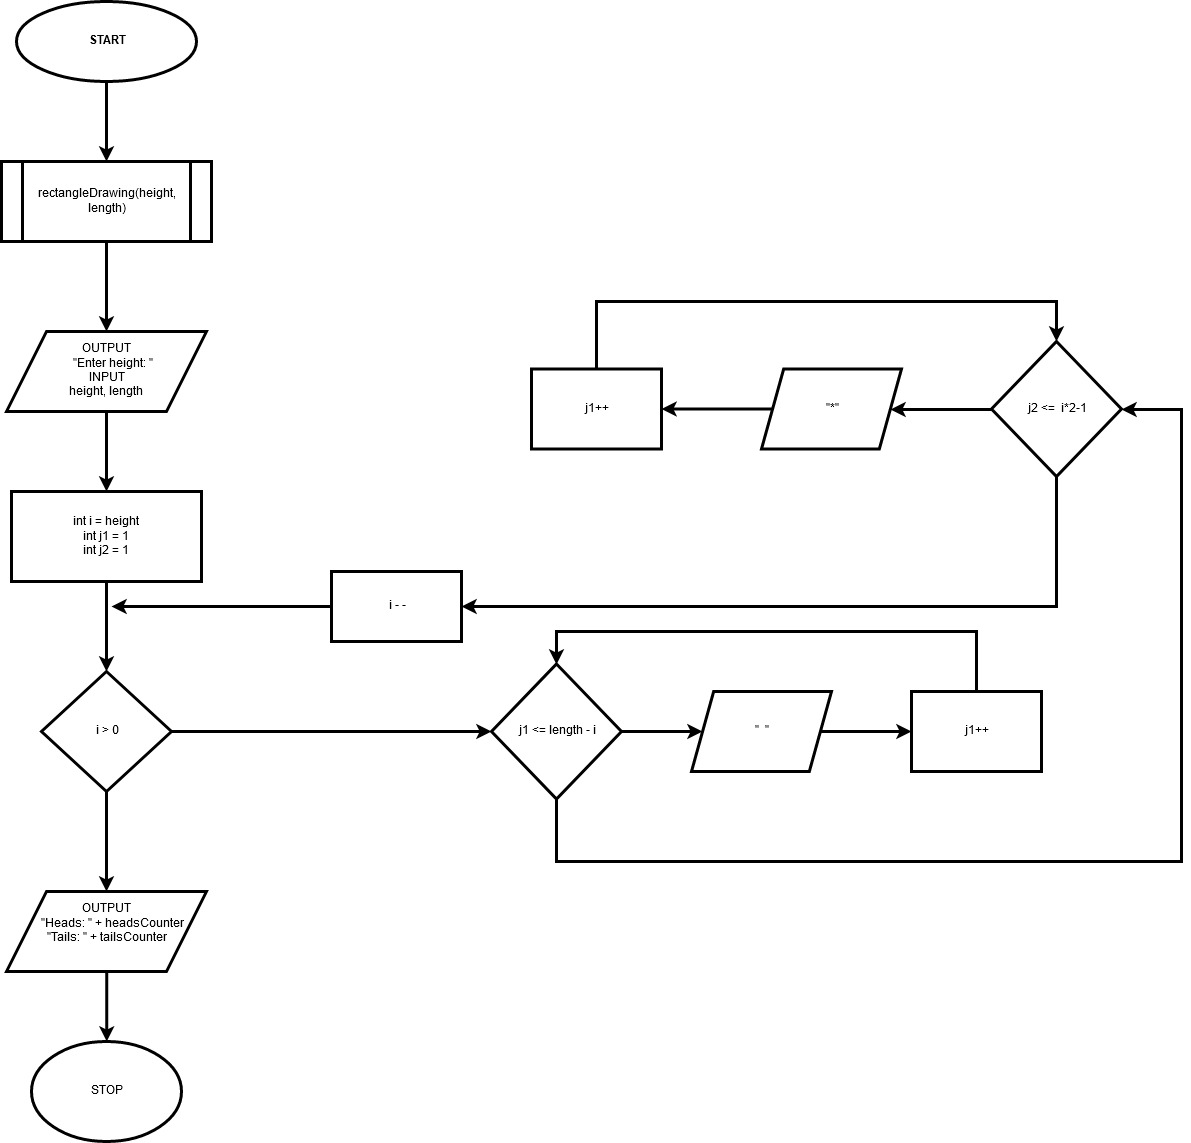 START
rectangleDrawing(height,
length)
OUTPUT
"Enter height: "
INPUT
height, length
int i = height
int j1 = 1
int j2 = 1
j1++
"*"
j2 <= i*2-1
i - -
i > 0
j1 <= length - i
" "
j1++
OUTPUT
"Heads: " + headsCounter
"Tails: " + tailsCounter
STOP